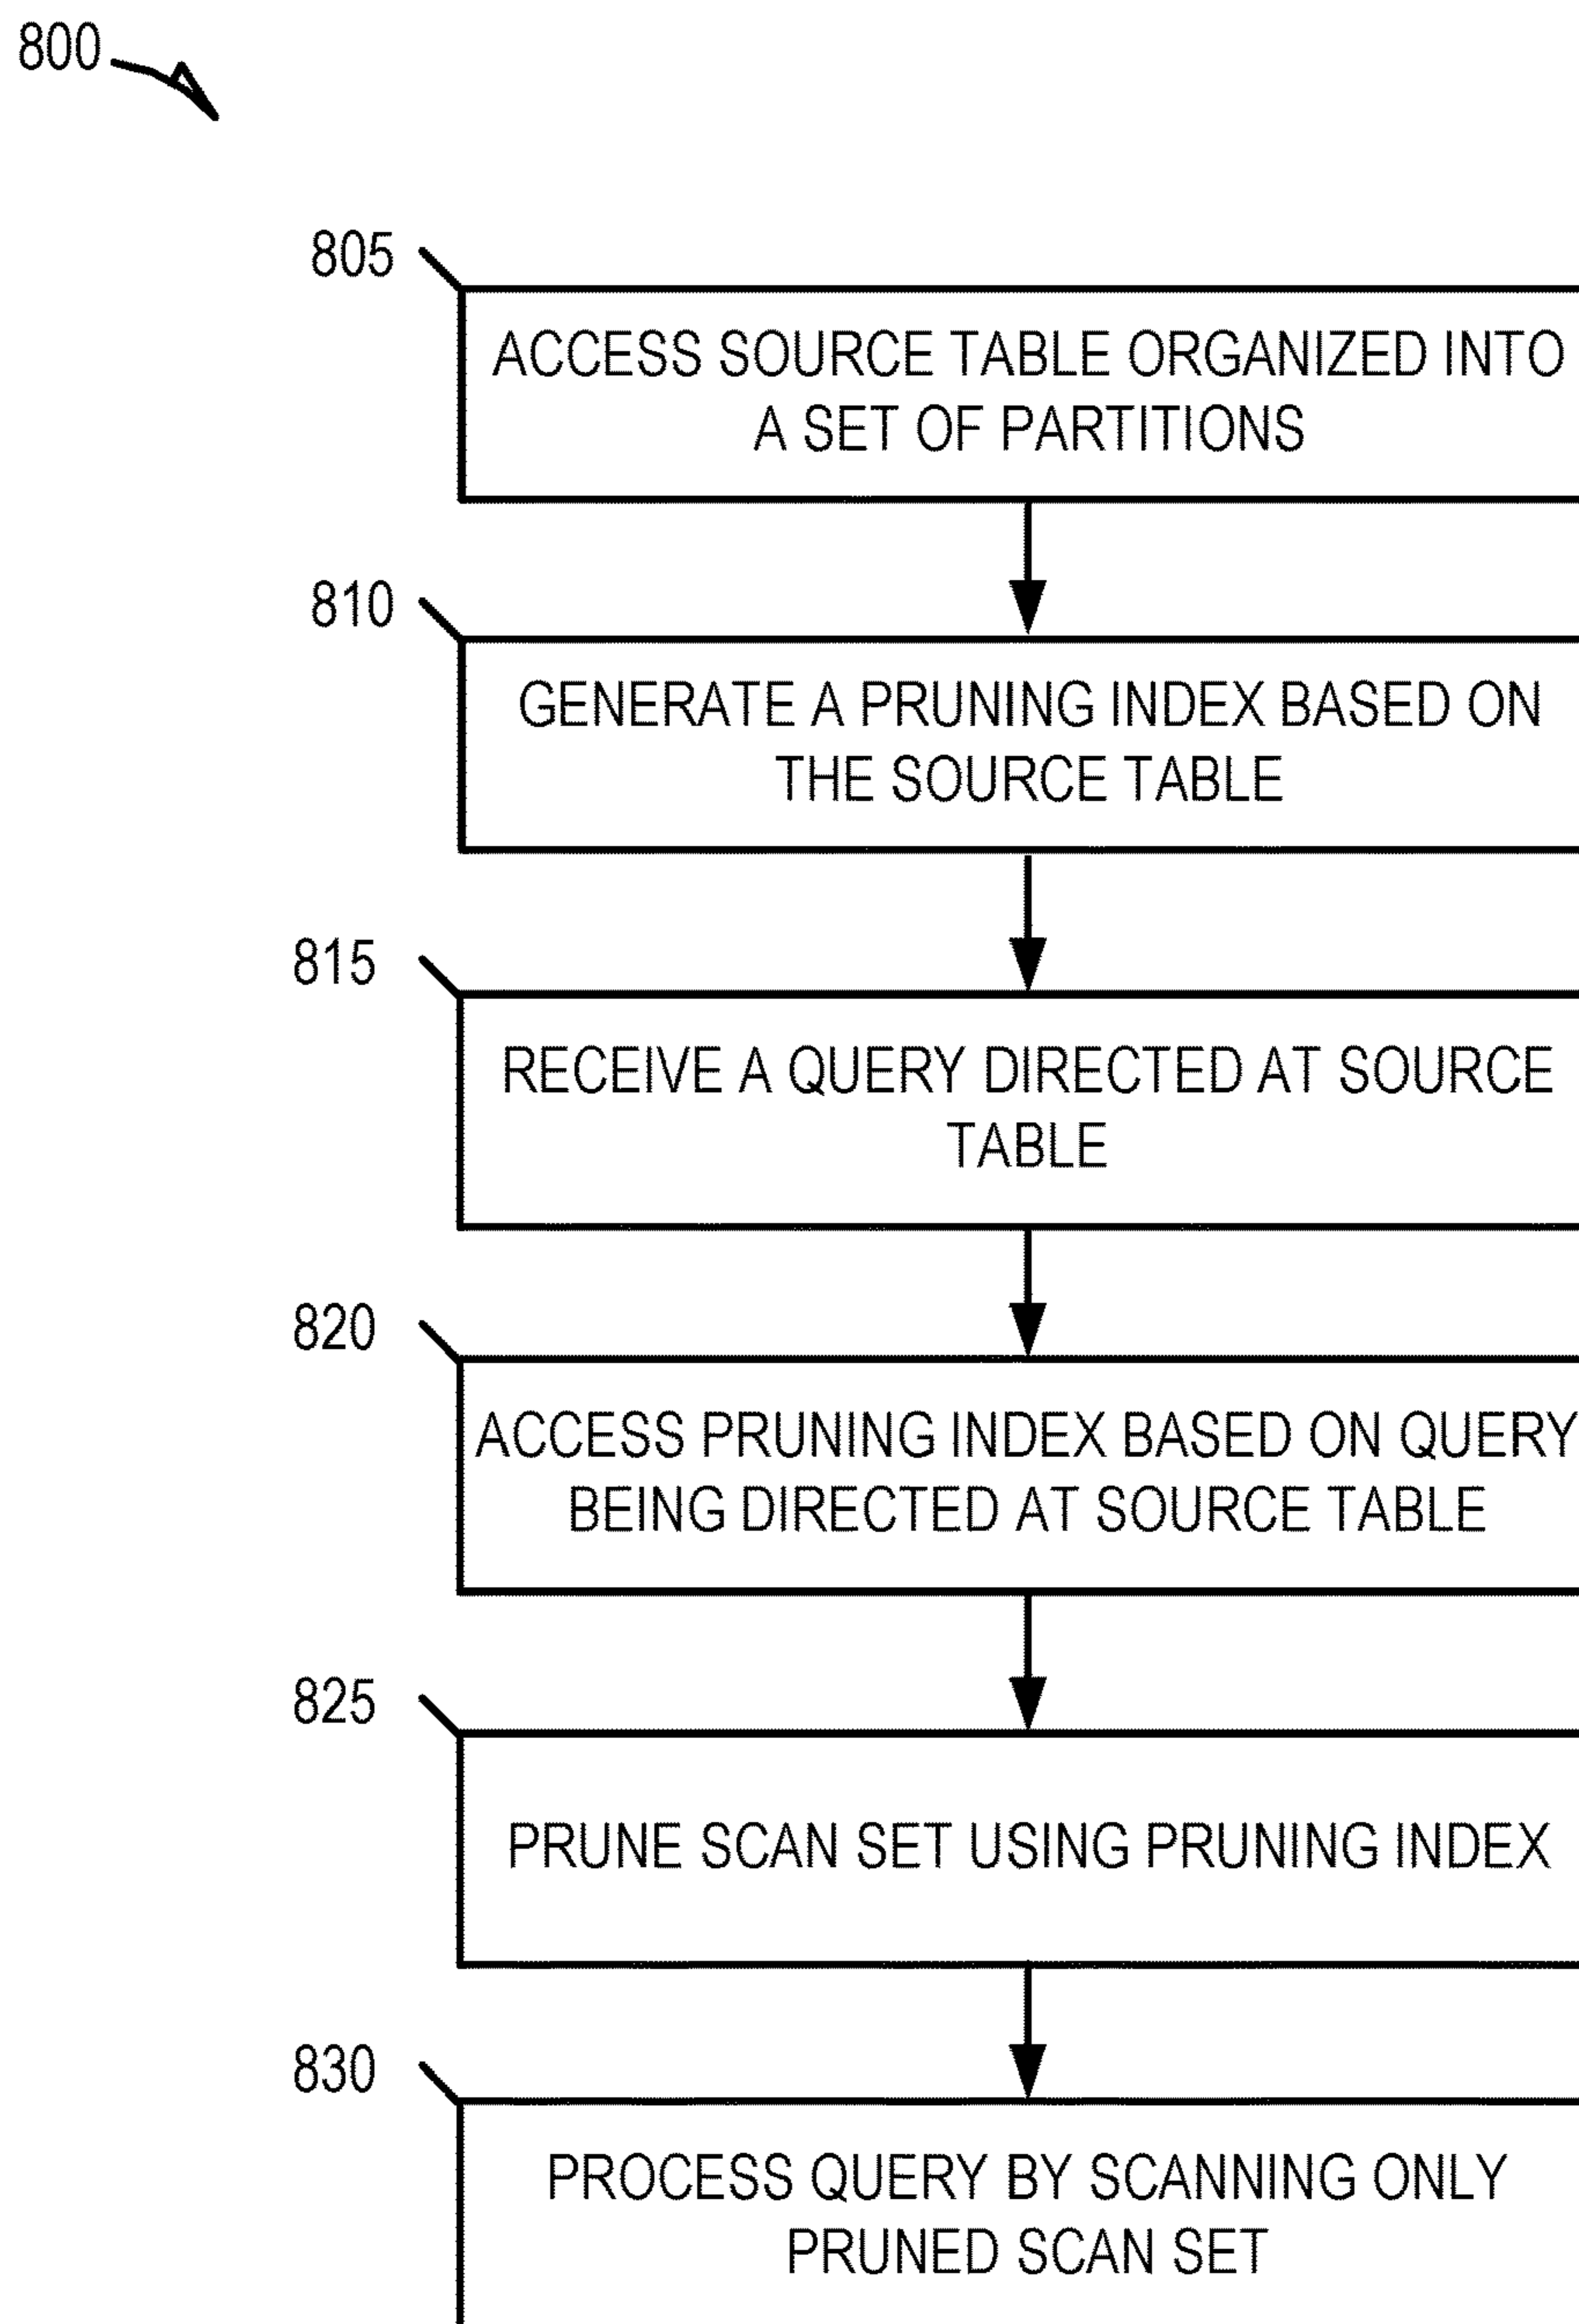 800
805
ACCESS SOURCE TABLE ORGANIZED INTO
A SET OF PARTITIONS
810
GENERATE A PRUNING INDEX BASED ON
THE SOURCE TABLE
815
RECEIVE A QUERY DIRECTED AT SOURCE
TABLE
820
ACCESS PRUNING INDEX BASED ON QUERY
BEING DIRECTED AT SOURCE TABLE
825
PRUNE SCAN SET USING PRUNING INDEX
830
PROCESS QUERY BY SCANNING ONLY
PRUNED SCAN SET